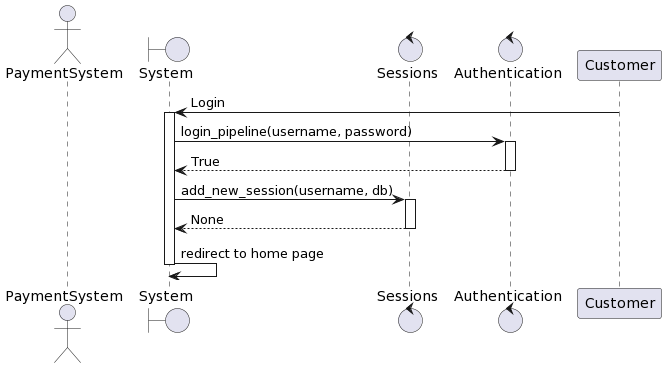 PaymentSystem
System
Sessions
Authentication
Customer
Login
login_pipeline(username, password)
True
add_new_session(username, db)
None
redirect to home page
PaymentSystem
System
Sessions
Authentication
Customer